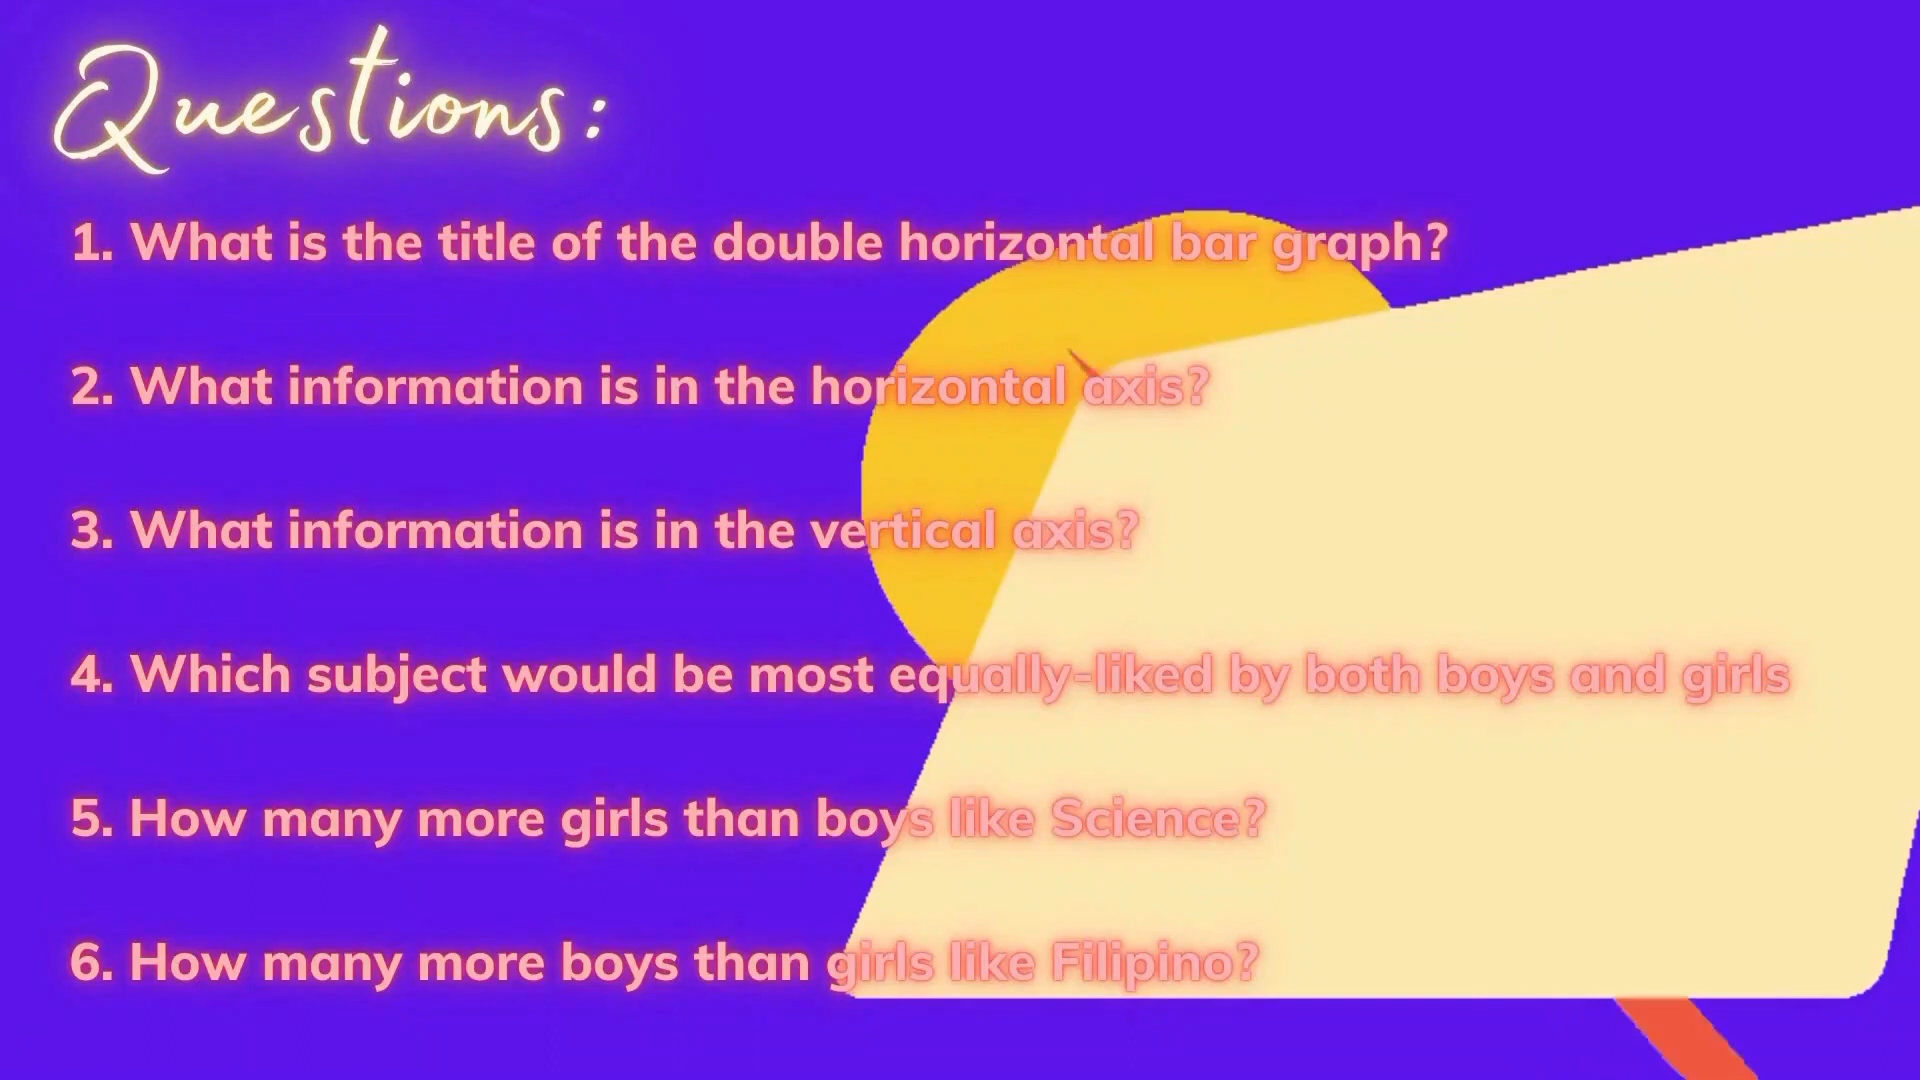 Questions:
1. What is the title of the double horizontal bar graph?
2. What information is in the horizontal axis?
3. What information is in the vertical axis?
4. Which subject would be most equally-liked by both boys and girls
5. How many more girls than boys like Science?
6. How many more boys than girls like Filipino?